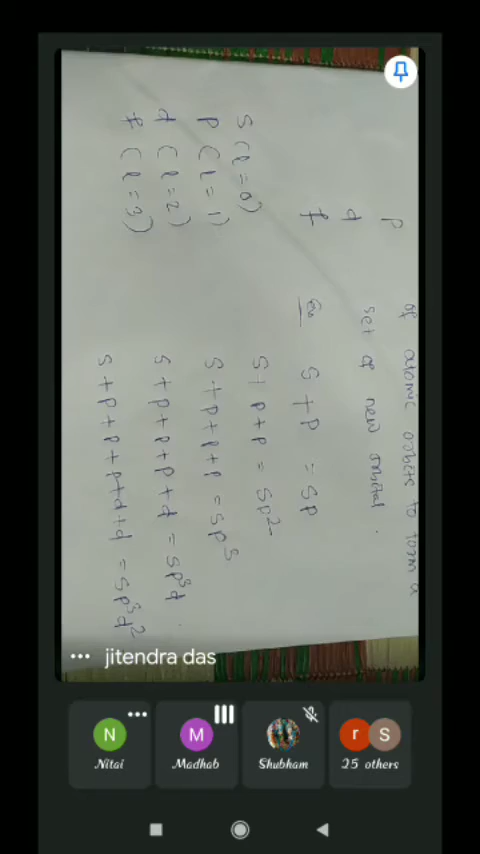 of atomic orbits to form a
set of new orbital.
p
d
f
Ex
S + P = SP
S + P + P = SP2
S + P + P + P = SP3
S + P + P + P + d = SP3d.
S + P + P + P + d + d = SP3d2
S (l = 0)
P (l = 1)
d (l = 2)
f (l = 3)
jitendra das
N
Nitai
M
Madhab
Shubham
r
S
25 others